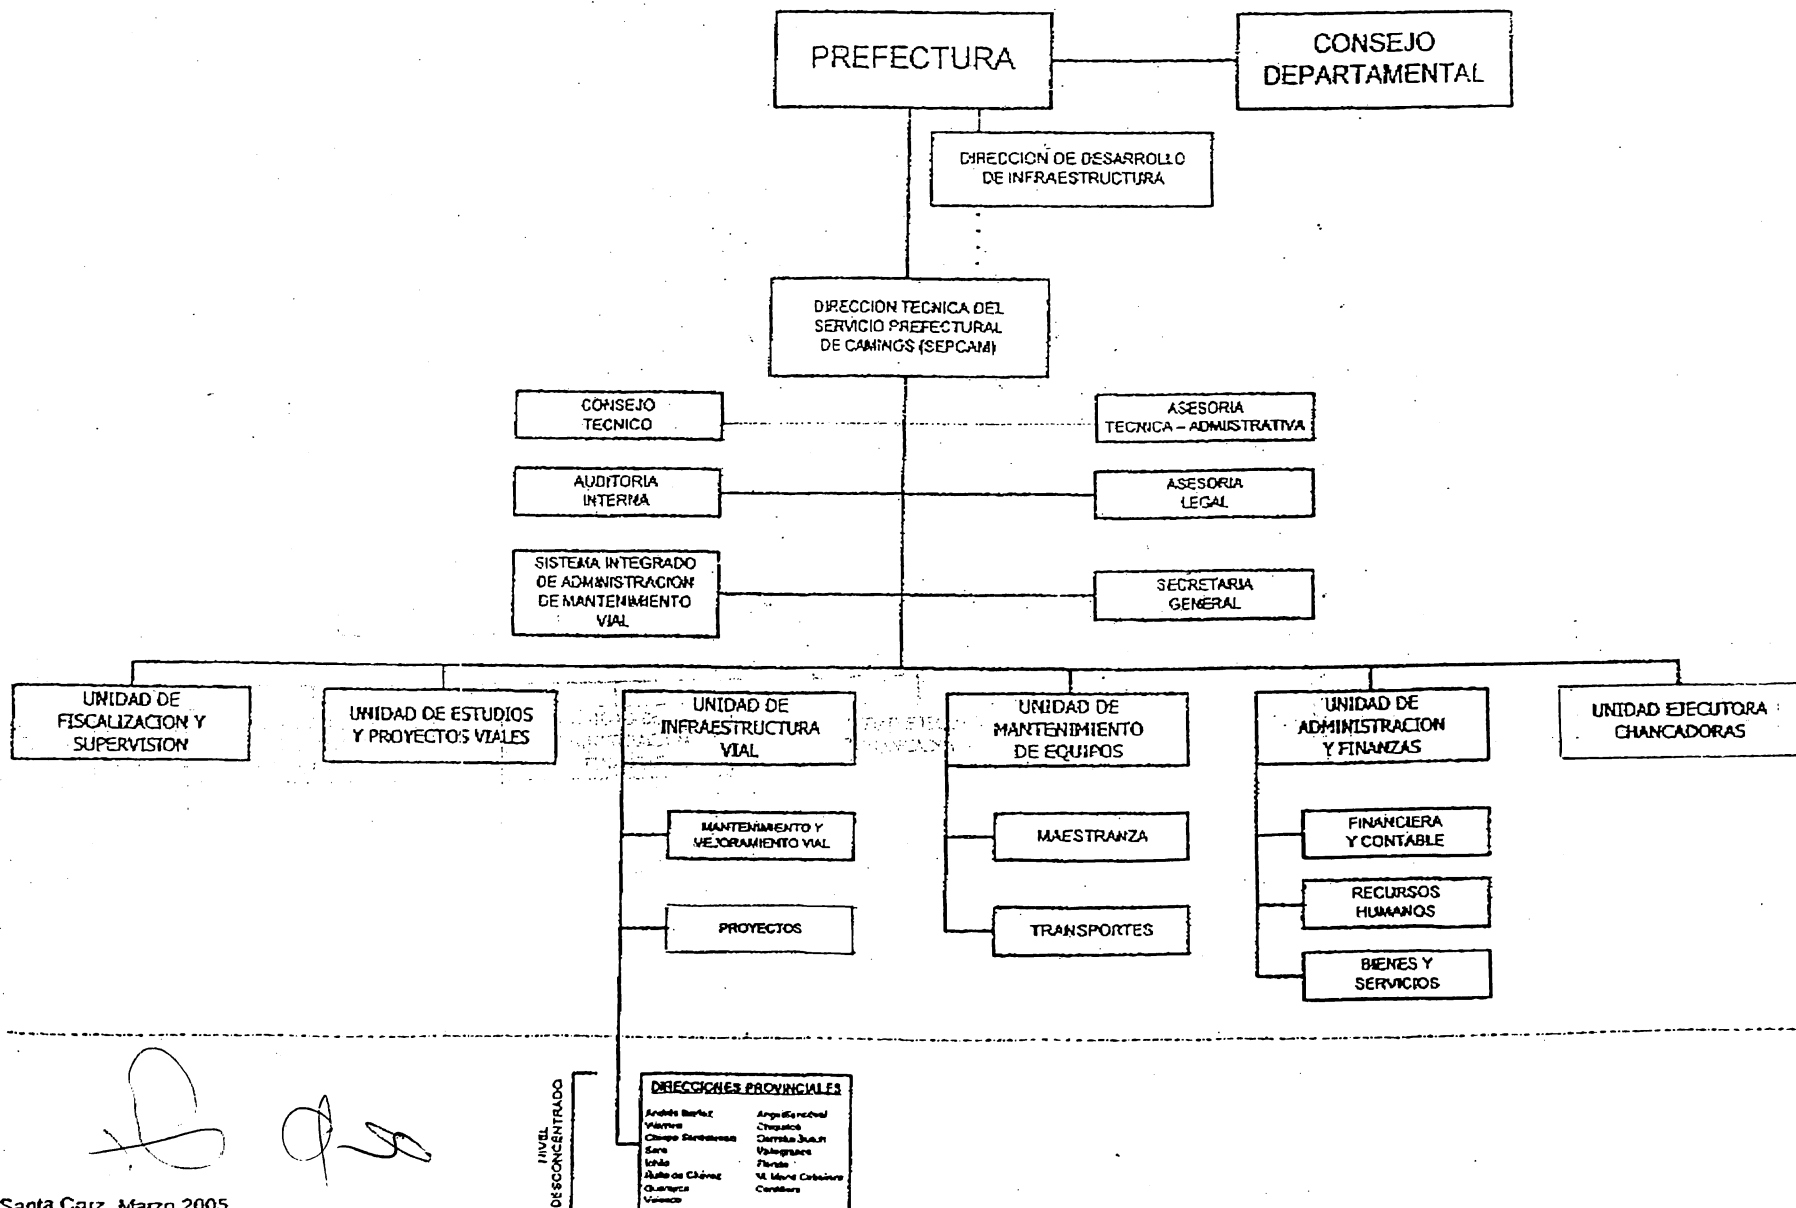 PREFECTURA
CONSEJO
DEPARTAMENTAL
DIRECCION DE DESARROLLO
DE INFRAESTRUCTURA
DIRECCION TECNICA DEL
SERVICIO PREFECTURAL
DE CAMINOS (SEPCAM)
CONSEJO
TECNICO
ASESORIA
TECNICA – ADMIISTRATIVA
AUDITORIA
INTERNA
ASESORIA
LEGAL
SISTEMA INTEGRADO
DE ADMINISTRACION
DE MANTENIMIENTO
VIAL
SECRETARIA
GENERAL
UNIDAD DE
FISCALIZACION Y
SUPERVISION
UNIDAD DE ESTUDIOS
Y PROYECTOS VIALES
UNIDAD DE
INFRAESTRUCTURA
VIAL
UNIDAD DE
MANTENIMIENTO
DE EQUIPOS
UNIDAD DE
ADMINISTRACION
Y FINANZAS
UNIDAD EJECUTORA
CHANCADORAS
MANTENIMIENTO Y
MEJORAMIENTO VIAL
MAESTRANZA
FINANCIERA
Y CONTABLE
PROYECTOS
TRANSPORTES
RECURSOS
HUMANOS
BIENES Y
SERVICIOS
NIVEL
DESCONCENTRADO
DIRECCIONES PROVINCIALES
Andrés Ibañez
Warnes
Sara
Ichilo
Ñuflo de Chávez
Velasco
Chiquitos
Vallegrande
Florida
Cordillera
Santa Curz, Marzo 2005